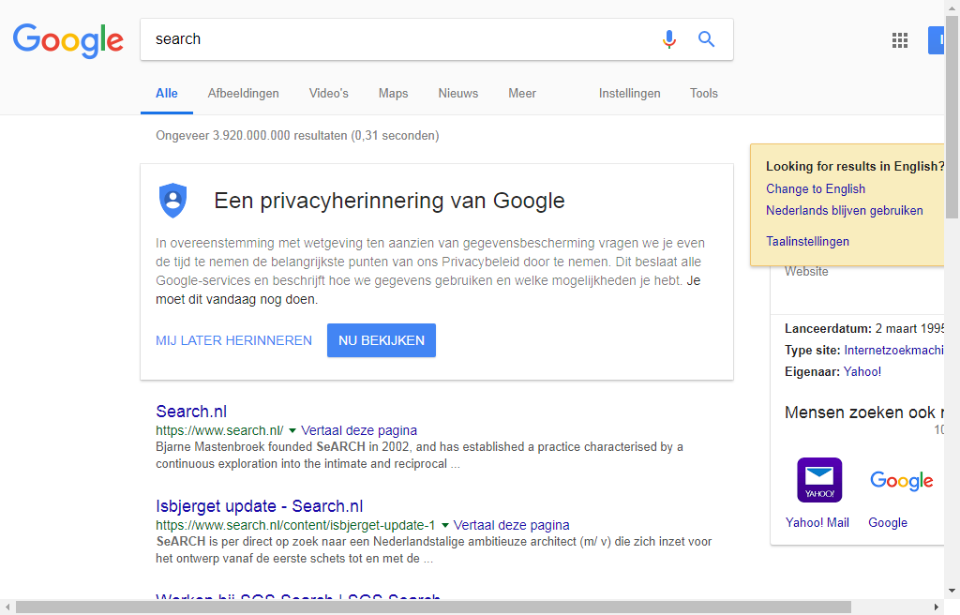 Google
search
Alle Afbeeldingen Video's Maps Nieuws Meer Instellingen Tools
Ongeveer 3.920.000.000 resultaten (0,31 seconden)
Een privacyherinnering van Google
In overeenstemming met wetgeving ten aanzien van gegevensbescherming vragen we je even
de tijd te nemen de belangrijkste punten van ons Privacybeleid door te nemen. Dit beslaat alle
Google-services en beschrijft hoe we gegevens gebruiken en welke mogelijkheden je hebt. Je
moet dit vandaag nog doen.
MIJ LATER HERINNEREN NU BEKIJKEN
Search.nl
https://www.search.nl/ Vertaal deze pagina
Bjarne Mastenbroek founded SeARCH in 2002, and has established a practice characterised by a
continuous exploration into the intimate and reciprocal ...
Isbjerget update - Search.nl
https://www.search.nl/content/isbjerget-update-1 Vertaal deze pagina
SeARCH is per direct op zoek naar een Nederlandstalige ambitieuze architect (m/ v) die zich inzet voor
het ontwerp vanaf de eerste schets tot en met de ...
Werken bij SGS Search | SGS Search
Looking for results in English?
Change to English
Nederlands blijven gebruiken
Taalinstellingen
Website
Lanceerdatum: 2 maart 1995
Type site: Internetzoekmachi
Eigenaar: Yahoo!
Mensen zoeken ook
10
YAHOO!
Google
Yahoo! Mail Google